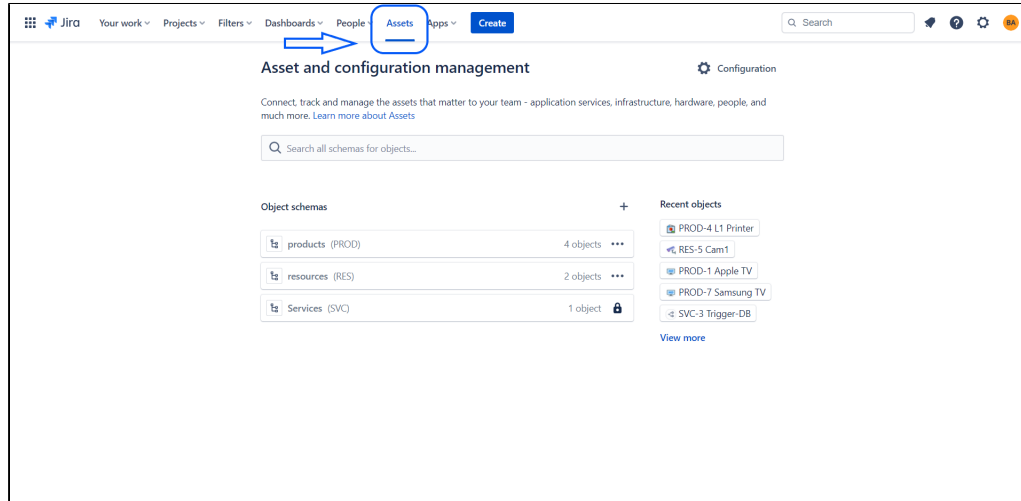 Jira Your work Projects Filters Dashboards People Assets Apps Create Search BA
Asset and configuration management Configuration
Connect, track and manage the assets that matter to your team - application services, infrastructure, hardware, people, and
much more. Learn more about Assets
Search all schemas for objects...
Object schemas
products (PROD) 4 objects
resources (RES) 2 objects
Services (SVC) 1 object
Recent objects
PROD-4 L1 Printer
RES-5 Cam1
PROD-1 Apple TV
PROD-7 Samsung TV
SVC-3 Trigger-DB
View more